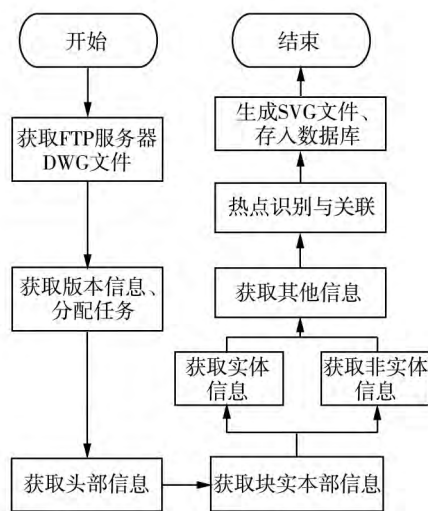 开始
获取FTP服务器
DWG文件
获取版本信息、
分配任务
获取头部信息
获取块实本部信息
获取实体
信息
获取非实体
信息
获取其他信息
热点识别与关联
生成SVG文件、
存入数据库
结束